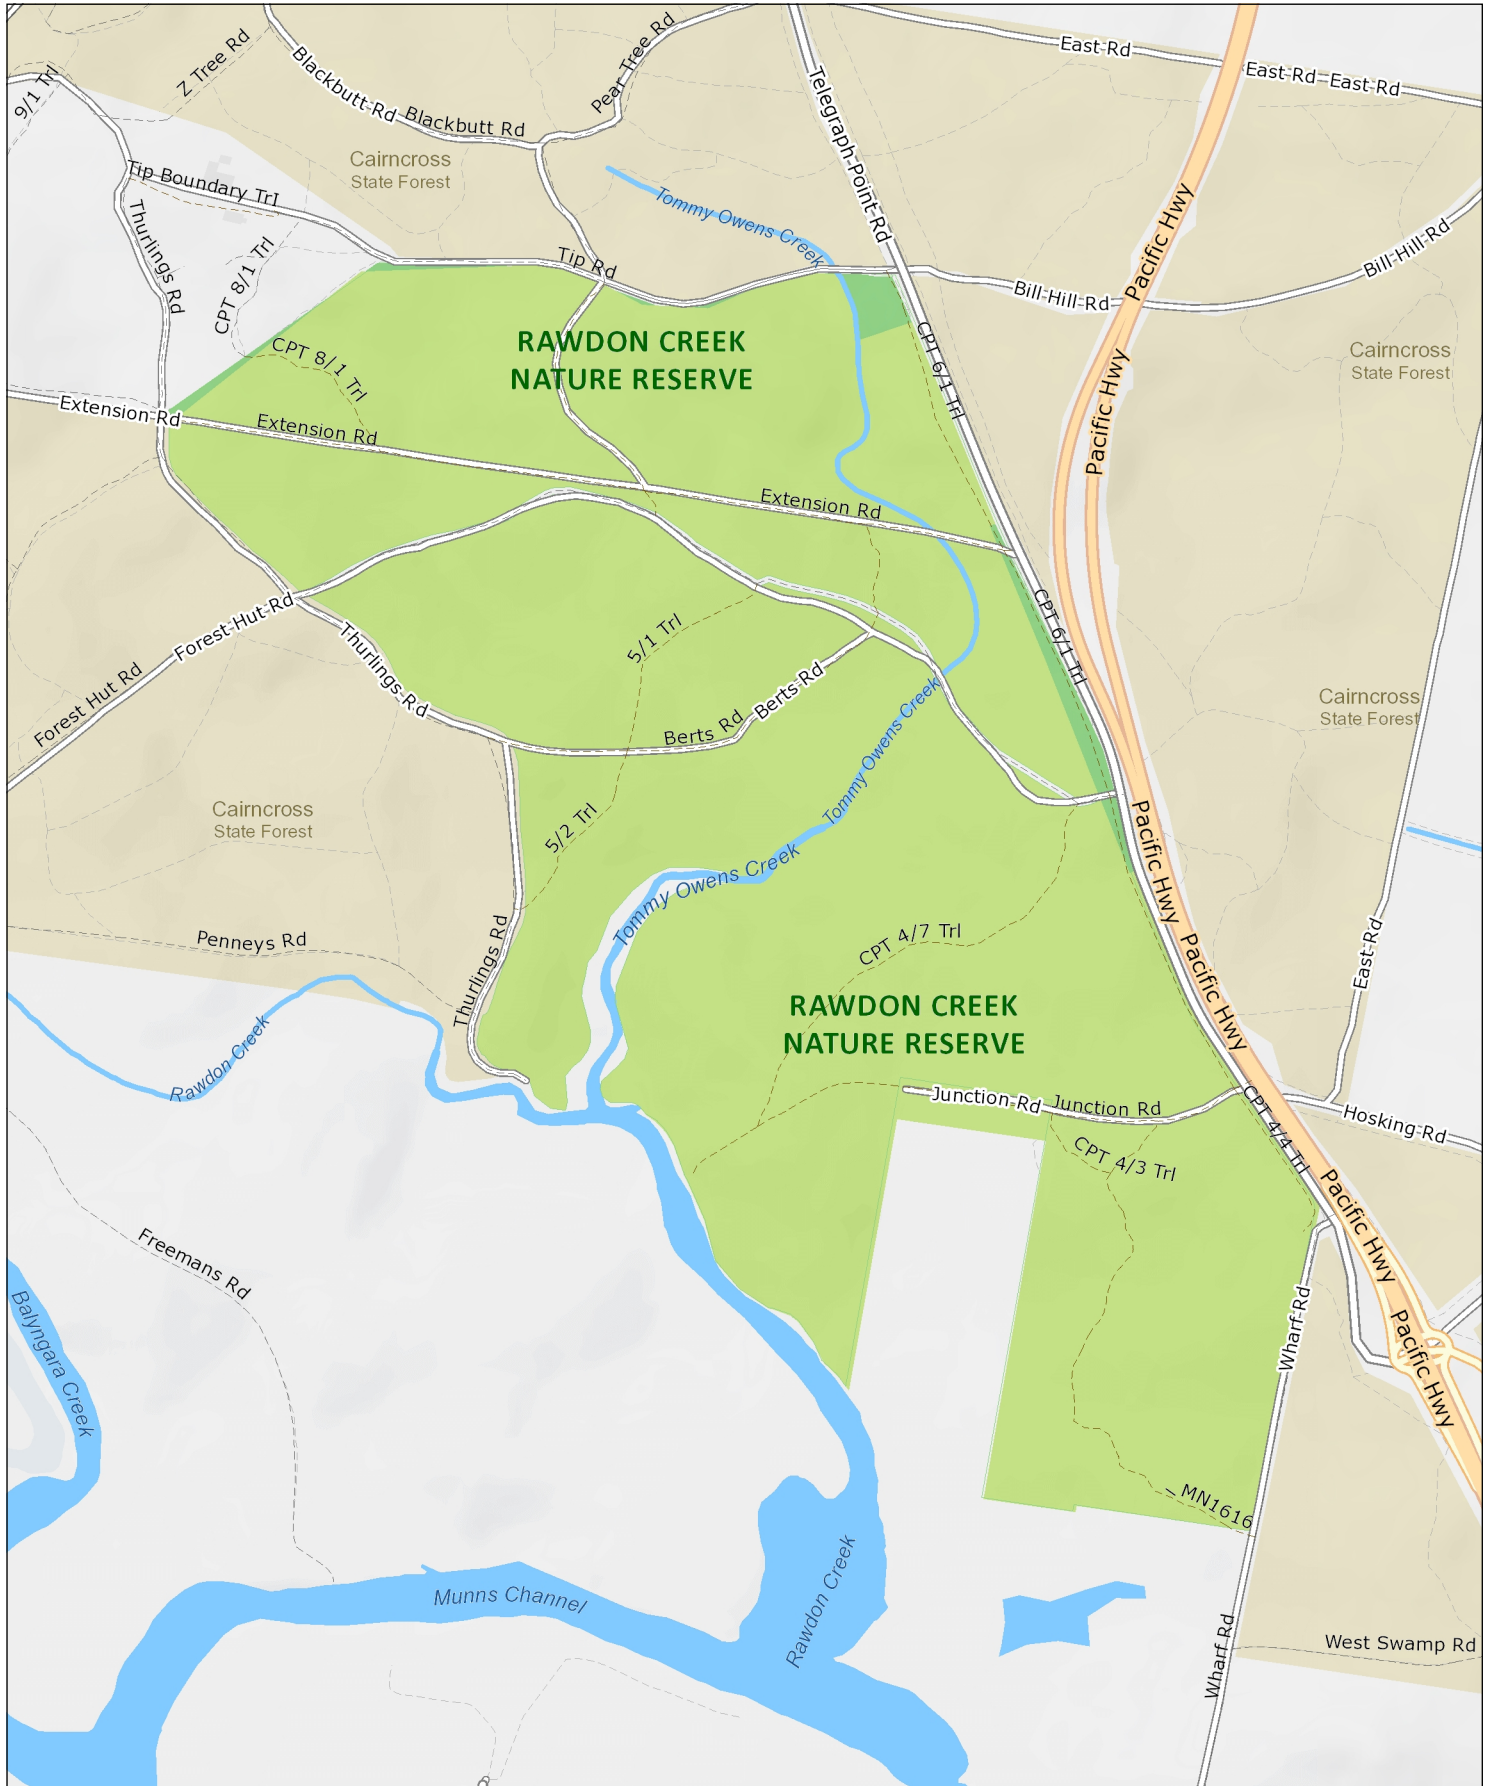 East Rd
East Rd
East Rd
Pear Tree Rd
Z Tree Rd
9/1 Trl
Blackbutt Rd
Blackbutt Rd
Telegraph Point Rd
Cairncross
State Forest
Tip Boundary Trl
Tommy Owens Creek
Thurlings Rd
CPT 8/1 Trl
Tip Rd
Pacific Hwy
Bill Hill Rd
Bill Hill Rd
RAWDON CREEK
NATURE RESERVE
CPT 8/1 Trl
CPT 6/1 Trl
Pacific Hwy
Cairncross
State Forest
Extension Rd
Extension Rd
Extension Rd
Forest Hut Rd
Forest Hut Rd
Thurlings Rd
5/1 Trl
CPT 6/1 Trl
Berts Rd
Berts Rd
Tommy Owens Creek
Tommy Owens Creek
Cairncross
State Forest
Cairncross
State Forest
5/2 Trl
Tommy Owens Creek
Pacific Hwy
Penneys Rd
Thurlings Rd
CPT 4/7 Trl
Pacific Hwy
East Rd
RAWDON CREEK
NATURE RESERVE
Rawdon Creek
Junction Rd
Junction Rd
CPT 4/4 Trl
Hosking Rd
CPT 4/3 Trl
Pacific Hwy
Freemans Rd
Balyngara Creek
Wharf Rd
Pacific Hwy
MN1616
Munns Channel
Rawdon Creek
Wharf Rd
West Swamp Rd